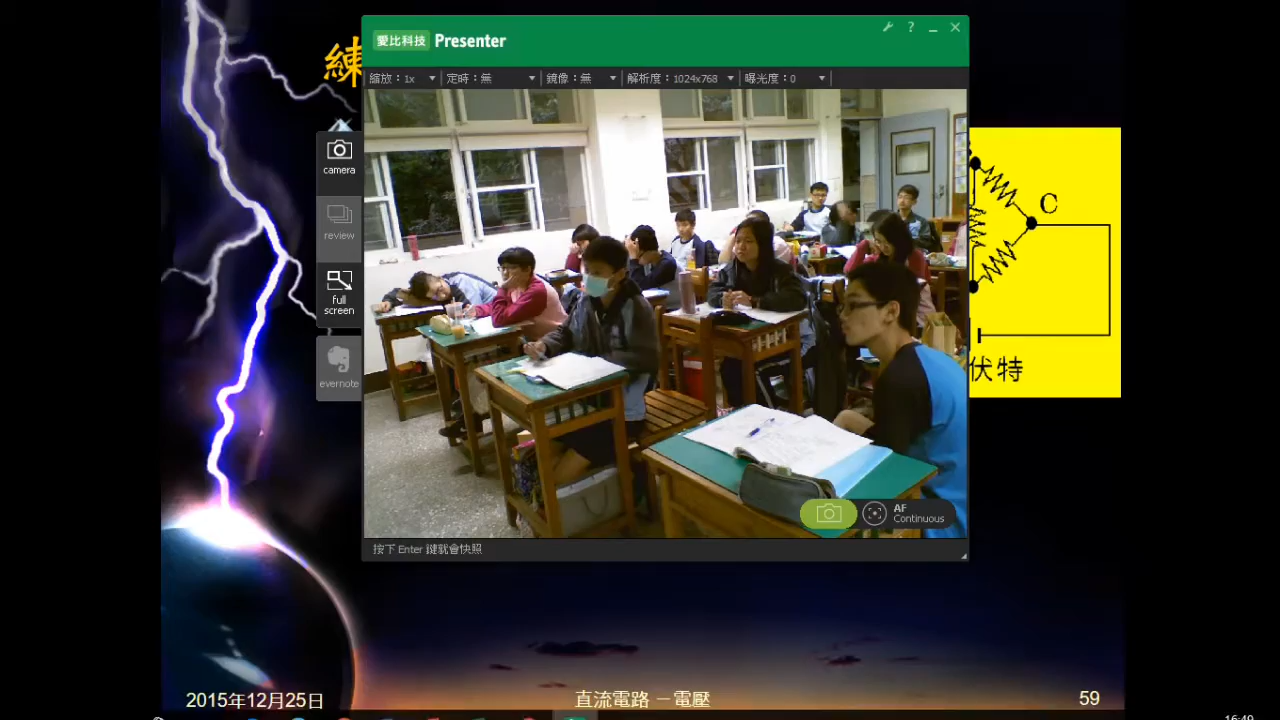 練
愛比科技 Presenter
?
縮放：1x 定時：無 鏡像：無 解析度：1024x768 曝光度：0
camera
review
full
screen
evernote
C
伏特
AF
Continuous
按下 Enter 鍵就會快照
2015年12月25日
直流電路 － 電壓
59
16:49